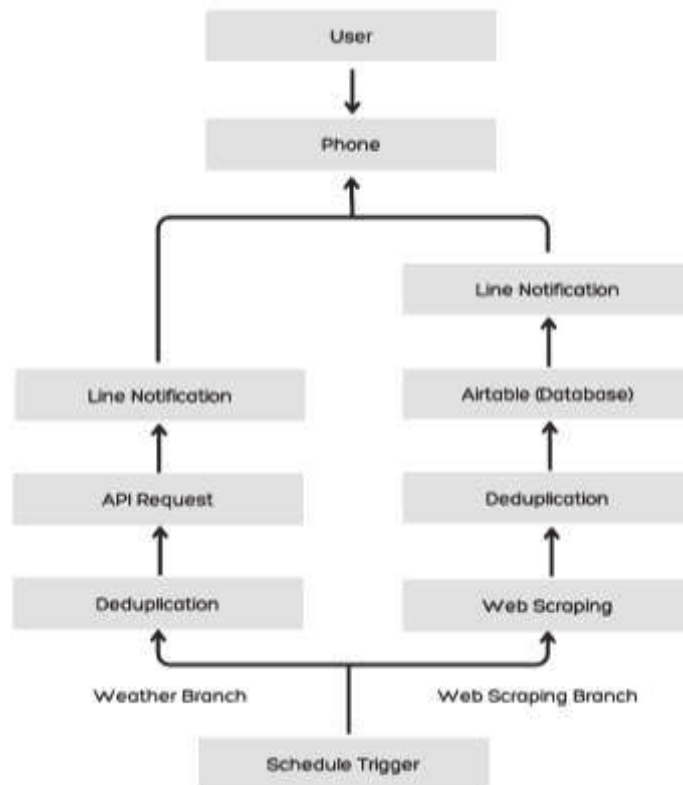 User
Phone
Line Notification
Line Notification
Airtable (Database)
API Request
Deduplication
Deduplication
Web Scraping
Weather Branch
Web Scraping Branch
Schedule Trigger